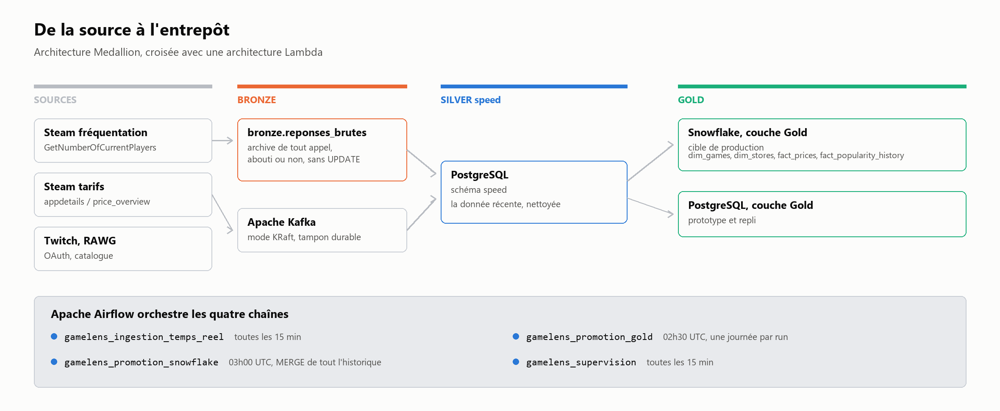 De la source à l'entrepôt
Architecture Medallion, croisée avec une architecture Lambda
SOURCES
Steam fréquentation
GetNumberOfCurrentPlayers
Steam tarifs
appdetails / price_overview
Twitch, RAWG
OAuth, catalogue
BRONZE
bronze.reponses_brutes
archive de tout appel,
abouti ou non, sans UPDATE
Apache Kafka
mode KRaft, tampon durable
SILVER speed
PostgreSQL
schéma speed
la donnée récente, nettoyée
GOLD
Snowflake, couche Gold
cible de production
dim_games, dim_stores, fact_prices, fact_popularity_history
PostgreSQL, couche Gold
prototype et repli
Apache Airflow orchestre les quatre chaînes
gamelens_ingestion_temps_reel toutes les 15 min
gamelens_promotion_gold 02h30 UTC, une journée par run
gamelens_promotion_snowflake 03h00 UTC, MERGE de tout l'historique
gamelens_supervision toutes les 15 min